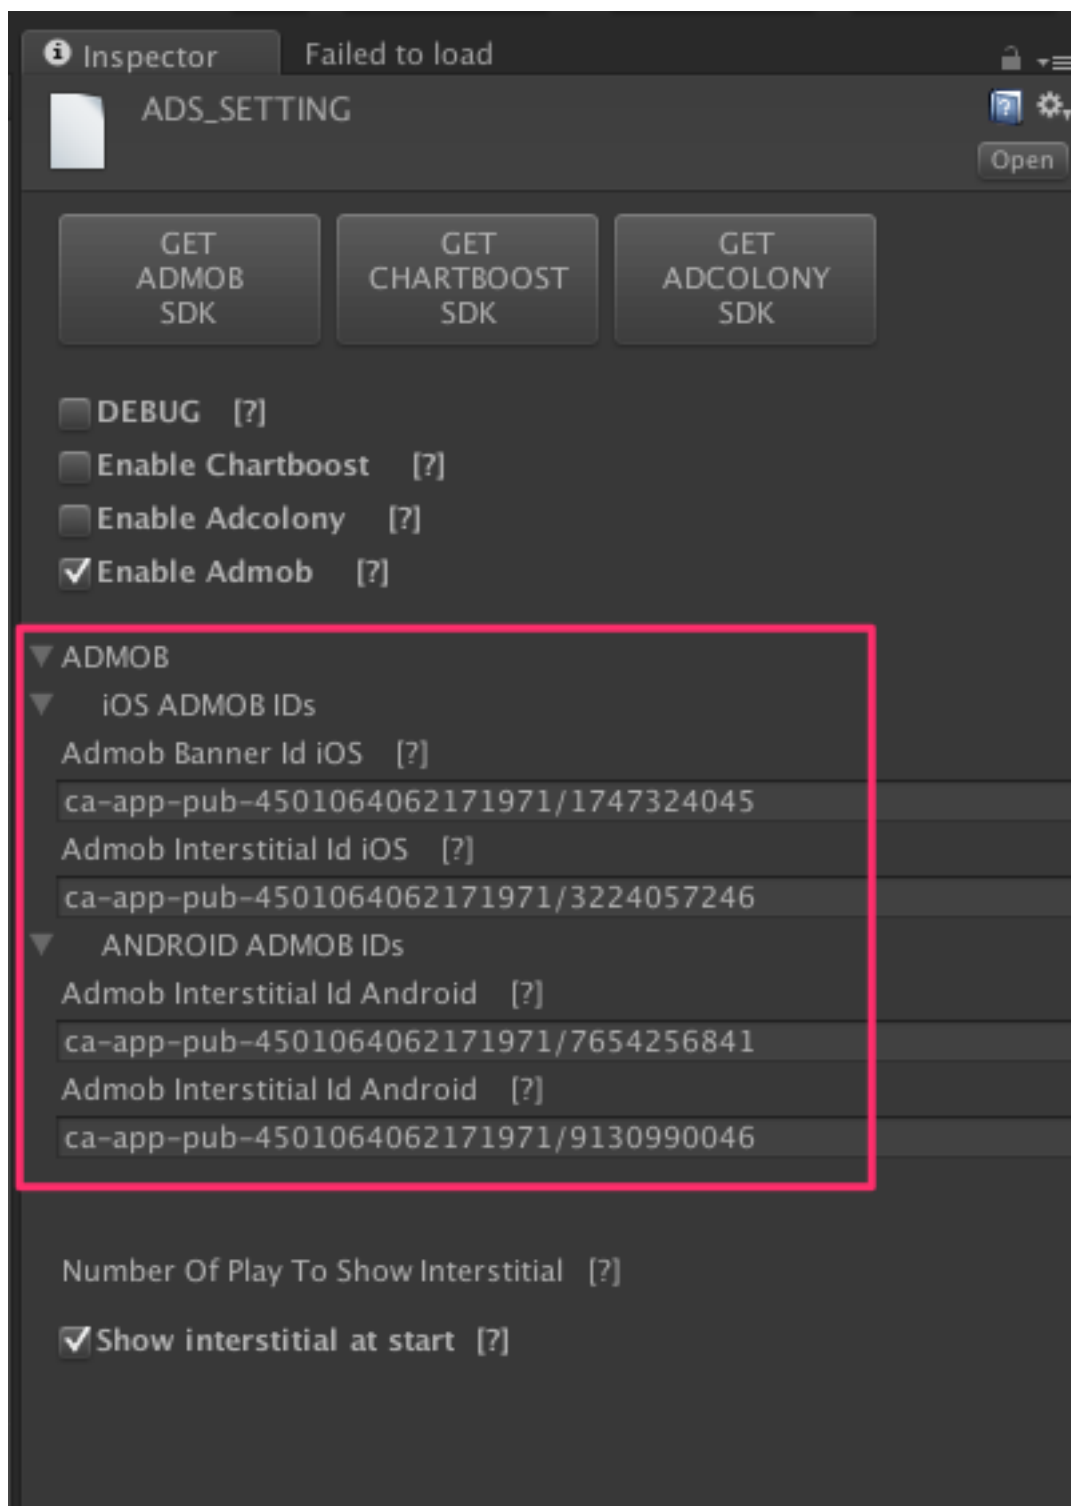 Inspector Failed to load
ADS_SETTING
Open
GET ADMOB SDK
GET CHARTBOOST SDK
GET ADCOLONY SDK
DEBUG [?]
Enable Chartboost [?]
Enable Adcolony [?]
Enable Admob [?]
ADMOB
iOS ADMOB IDs
Admob Banner Id iOS [?]
ca-app-pub-4501064062171971/1747324045
Admob Interstitial Id iOS [?]
ca-app-pub-4501064062171971/3224057246
ANDROID ADMOB IDs
Admob Interstitial Id Android [?]
ca-app-pub-4501064062171971/7654256841
Admob Interstitial Id Android [?]
ca-app-pub-4501064062171971/9130990046
Number Of Play To Show Interstitial [?]
Show interstitial at start [?]